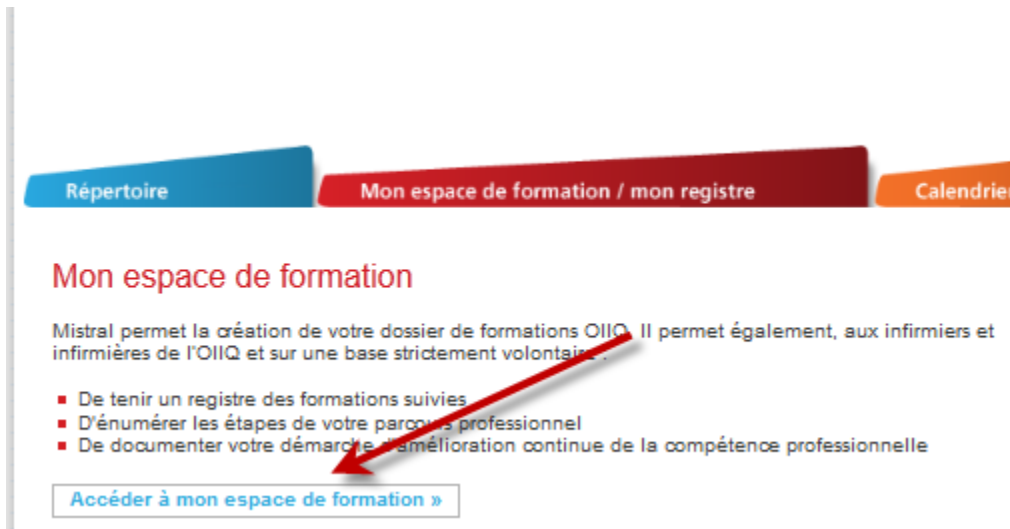 Répertoire
Mon espace de formation / mon registre
Calendrier
Mon espace de formation
Mistral permet la création de votre dossier de formations OIIQ. Il permet également, aux infirmiers et
infirmières de l'OIIQ et sur une base strictement volontaire :
De tenir un registre des formations suivies
D'énumérer les étapes de votre parcours professionnel
De documenter votre démarche d'amélioration continue de la compétence professionnelle
Accéder à mon espace de formation »